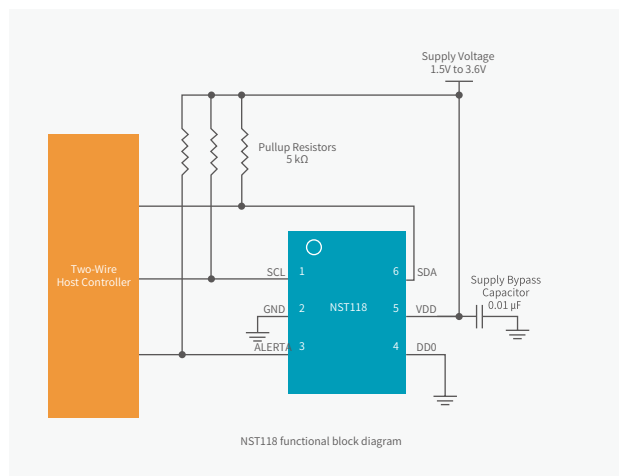 Supply Voltage
1.5V to 3.6V
Pullup Resistors
5 kΩ
Two-Wire
Host Controller
SCL 1 6 SDA
Supply Bypass
Capacitor
0.01 µF
GND 2 NST118 5 VDD
ALERTA 3 4 DD0
NST118 functional block diagram